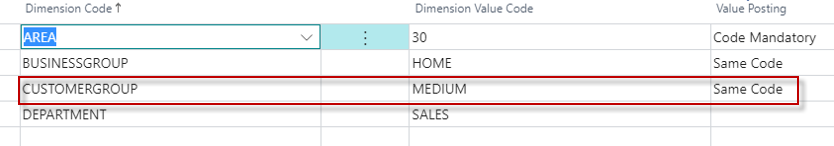 Dimension Code ↑ Dimension Value Code Value Posting
AREA 30 Code Mandatory
BUSINESSGROUP HOME Same Code
CUSTOMERGROUP MEDIUM Same Code
DEPARTMENT SALES